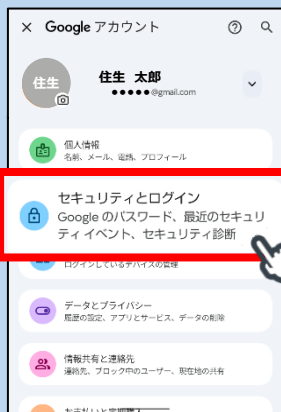 × Google アカウント
住生 住生 太郎
●●●●●@gmail.com
個人情報
名前、メール、電話、プロフィール
セキュリティとログイン
Google のパスワード、最近のセキュリ
ティ イベント、セキュリティ診断
ログインしているデバイスの管理
データとプライバシー
履歴の設定、アプリとサービス、データの削除
情報共有と連絡先
連絡先、ブロック中のユーザー、現在地の共有